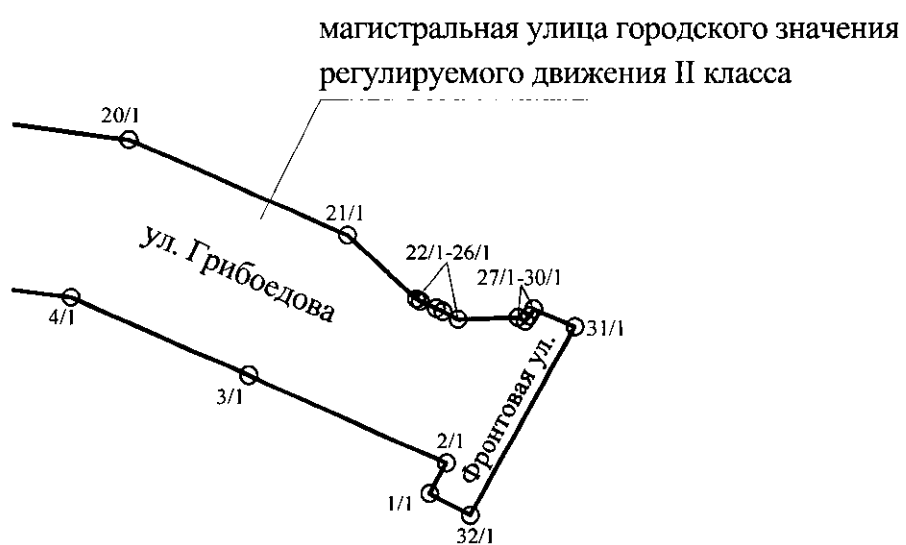 магистральная улица городского значения
регулируемого движения II класса
20/1
21/1
ул. Грибоедова
22/1-26/1
27/1-30/1
4/1
31/1
3/1
Фронтовая ул.
2/1
1/1
32/1